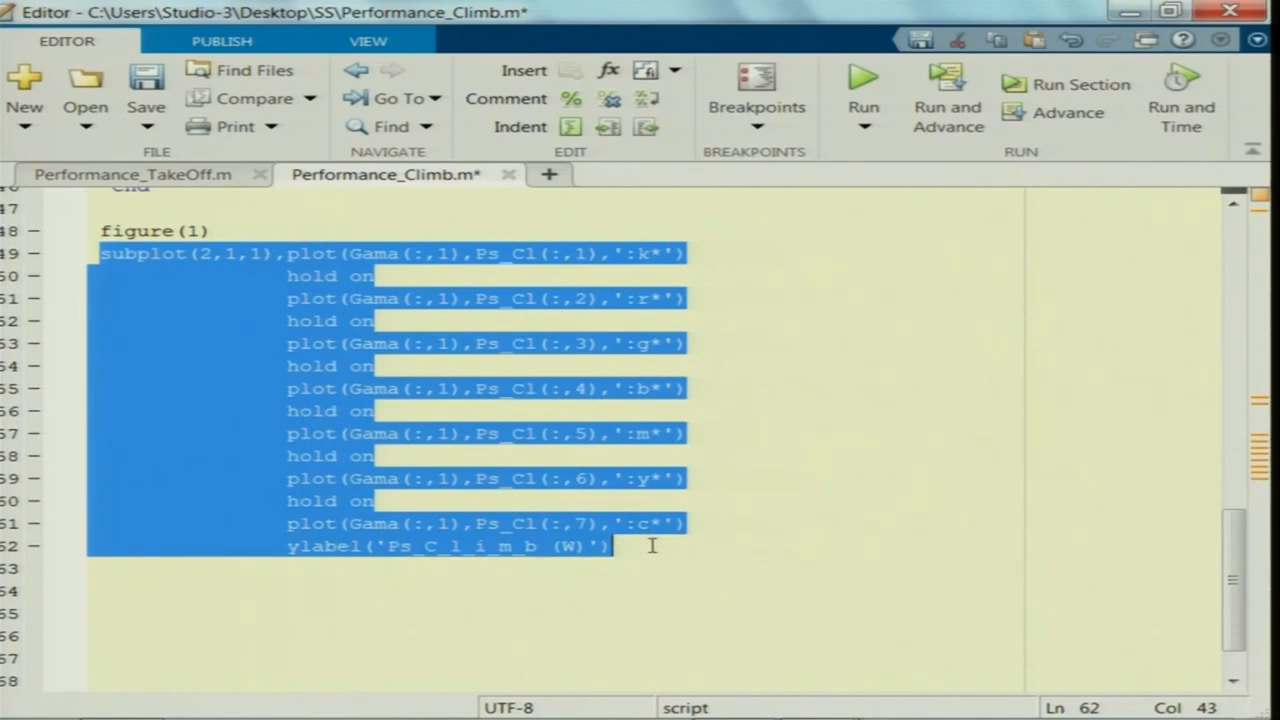 Editor - C:\Users\Studio-3\Desktop\SS\Performance_Climb.m*
EDITOR PUBLISH VIEW
New Open Save Find Files Compare Print
Go To Find
Insert Comment Indent
Breakpoints
Run Run and Advance Run Section Advance Run and Time
FILE NAVIGATE EDIT BREAKPOINTS RUN
Performance_TakeOff.m Performance_Climb.m*
end
47
48 figure(1)
49 subplot(2,1,1),plot(Gama(:,1),Ps_Cl(:,1),':k*')
50 hold on
51 plot(Gama(:,1),Ps_Cl(:,2),':r*')
52 hold on
53 plot(Gama(:,1),Ps_Cl(:,3),':g*')
54 hold on
55 plot(Gama(:,1),Ps_Cl(:,4),':b*')
56 hold on
57 plot(Gama(:,1),Ps_Cl(:,5),':m*')
58 hold on
59 plot(Gama(:,1),Ps_Cl(:,6),':y*')
60 hold on
61 plot(Gama(:,1),Ps_Cl(:,7),':c*')
62 ylabel('Ps_C_l_i_m_b (W)')
63
64
65
66
67
68
UTF-8 script Ln 62 Col 43